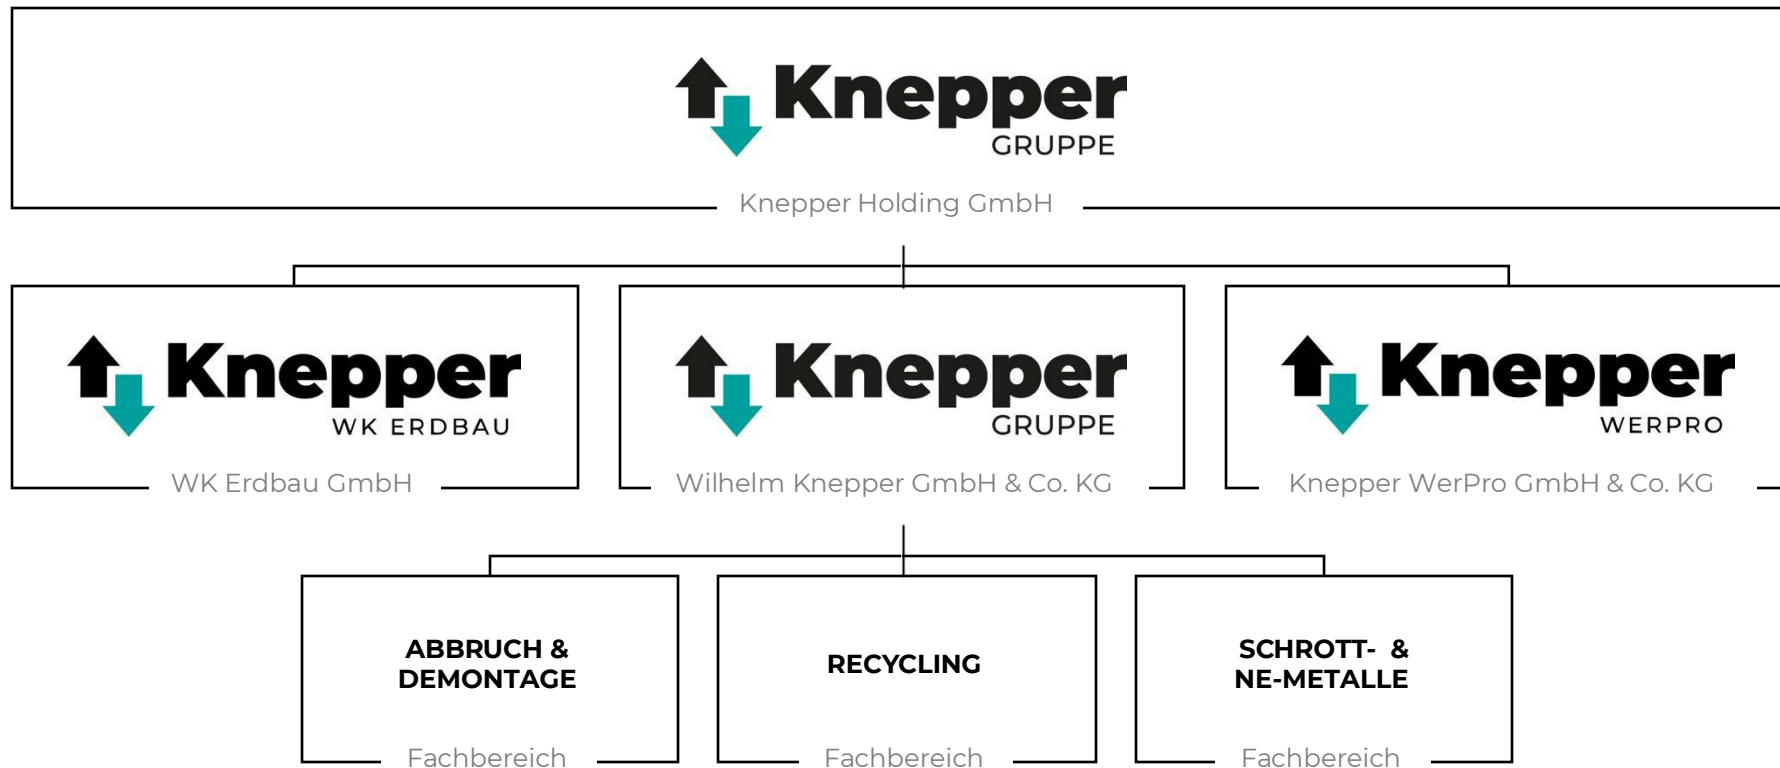 Knepper
GRUPPE
Knepper Holding GmbH
Knepper
WK ERDBAU
WK Erdbau GmbH
Knepper
GRUPPE
Wilhelm Knepper GmbH & Co. KG
Knepper
WERPRO
Knepper WerPro GmbH & Co. KG
ABBRUCH &
DEMONTAGE
Fachbereich
RECYCLING
Fachbereich
SCHROTT- &
NE-METALLE
Fachbereich